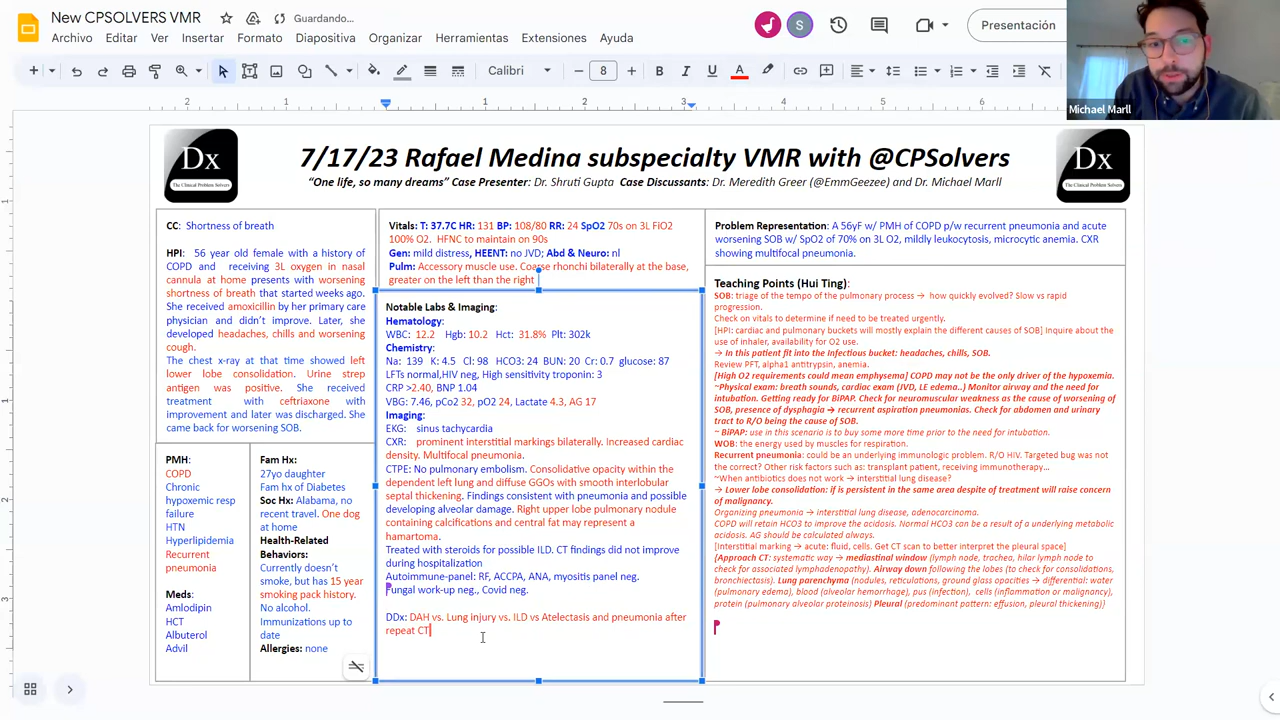 New CPSOLVERS VMR
Guardando...
Archivo Editar Ver Insertar Formato Diapositiva Organizar Herramientas Extensiones Ayuda
S
Presentación
Calibri
8
B I U A
Michael Marll
2 1 1 2 3 4 5 6
1
2
3
Dx
The Clinical Problem Solvers
7/17/23 Rafael Medina subspecialty VMR with @CPSolvers
"One life, so many dreams" Case Presenter: Dr. Shruti Gupta Case Discussants: Dr. Meredith Greer (@EmmGeezee) and Dr. Michael Marll
Dx
The Clinical Problem Solvers
CC: Shortness of breath
HPI: 56 year old female with a history of
COPD and receiving 3L oxygen in nasal
cannula at home presents with worsening
shortness of breath that started weeks ago.
She received amoxicillin by her primary care
physician and didn't improve. Later, she
developed headaches, chills and worsening
cough.
The chest x-ray at that time showed left
lower lobe consolidation. Urine strep
antigen was positive. She received
treatment with ceftriaxone with
improvement and later was discharged. She
came back for worsening SOB.
PMH:
COPD
Chronic
hypoxemic resp
failure
HTN
Hyperlipidemia
Recurrent
pneumonia
Meds:
Amlodipin
HCT
Albuterol
Advil
Fam Hx:
27yo daughter
Fam hx of Diabetes
Soc Hx: Alabama, no
recent travel. One dog
at home
Health-Related
Behaviors:
Currently doesn't
smoke, but has 15 year
smoking pack history.
No alcohol.
Immunizations up to
date
Allergies: none
Vitals: T: 37.7C HR: 131 BP: 108/80 RR: 24 SpO2 70s on 3L FiO2
100% O2. HFNC to maintain on 90s
Gen: mild distress, HEENT: no JVD; Abd & Neuro: nl
Pulm: Accessory muscle use. Coarse rhonchi bilaterally at the base,
greater on the left than the right
Notable Labs & Imaging:
Hematology:
WBC: 12.2 Hgb: 10.2 Hct: 31.8% Plt: 302k
Chemistry:
Na: 139 K: 4.5 Cl: 98 HCO3: 24 BUN: 20 Cr: 0.7 glucose: 87
LFTs normal,HIV neg, High sensitivity troponin: 3
CRP >2.40, BNP 1.04
VBG: 7.46, pCo2 32, pO2 24, Lactate 4.3, AG 17
Imaging:
EKG: sinus tachycardia
CXR: prominent interstitial markings bilaterally. Increased cardiac
density. Multifocal pneumonia.
CTPE: No pulmonary embolism. Consolidative opacity within the
dependent left lung and diffuse GGOs with smooth interlobular
septal thickening. Findings consistent with pneumonia and possible
developing alveolar damage. Right upper lobe pulmonary nodule
containing calcifications and central fat may represent a
hamartoma.
Treated with steroids for possible ILD. CT findings did not improve
during hospitalization
Autoimmune-panel: RF, ACCPA, ANA, myositis panel neg.
Fungal work-up neg., Covid neg.
DDx: DAH vs. Lung injury vs. ILD vs Atelectasis and pneumonia after
repeat CT
Problem Representation: A 56yF w/ PMH of COPD p/w recurrent pneumonia and acute
worsening SOB w/ SpO2 of 70% on 3L O2, mildly leukocytosis, microcytic anemia. CXR
showing multifocal pneumonia.
Teaching Points (Hui Ting):
SOB: triage of the tempo of the pulmonary process → how quickly evolved? Slow vs rapid
progression.
Check on vitals to determine if need to be treated urgently.
[HPI: cardiac and pulmonary buckets will mostly explain the different causes of SOB] Inquire about the
use of inhaler, availability for O2 use.
→ In this patient fit into the Infectious bucket: headaches, chills, SOB.
Review PFT, alpha1 antitrypsin, anemia.
[High O2 requirements could mean emphysema] COPD may not be the only driver of the hypoxemia.
~Physical exam: breath sounds, cardiac exam (JVD, LE edema..) Monitor airway and the need for
intubation. Getting ready for BiPAP. Check for neuromuscular weakness as the cause of worsening of
SOB, presence of dysphagia → recurrent aspiration pneumonias. Check for abdomen and urinary
tract to R/O being the cause of SOB.
~ BiPAP: use in this scenario is to buy some more time prior to the need for intubation.
WOB: the energy used by muscles for respiration.
Recurrent pneumonia: could be an underlying immunologic problem. R/O HIV. Targeted bug was not
the correct? Other risk factors such as: transplant patient, receiving immunotherapy...
~When antibiotics does not work → interstitial lung disease?
→ Lower lobe consolidation: if is persistent in the same area despite of treatment will raise concern
of malignancy.
Organizing pneumonia → interstitial lung disease, adenocarcinoma.
COPD will retain HCO3 to improve the acidosis. Normal HCO3 can be a result of a underlying metabolic
acidosis. AG should be calculated always.
[Interstitial marking → acute: fluid, cells. Get CT scan to better interpret the pleural space]
{Approach CT: systematic way → mediastinal window (lymph node, trachea, hilar lymph node to
check for associated lymphadenopathy). Airway down following the lobes (to check for consolidations,
bronchiectasis). Lung parenchyma (nodules, reticulations, ground glass opacities → differential: water
(pulmonary edema), blood (alveolar hemorrhage), pus (infection), cells (inflammation or malignancy),
protein (pulmonary alveolar proteinosis) Pleural (predominant pattern: effusion, pleural thickening)}